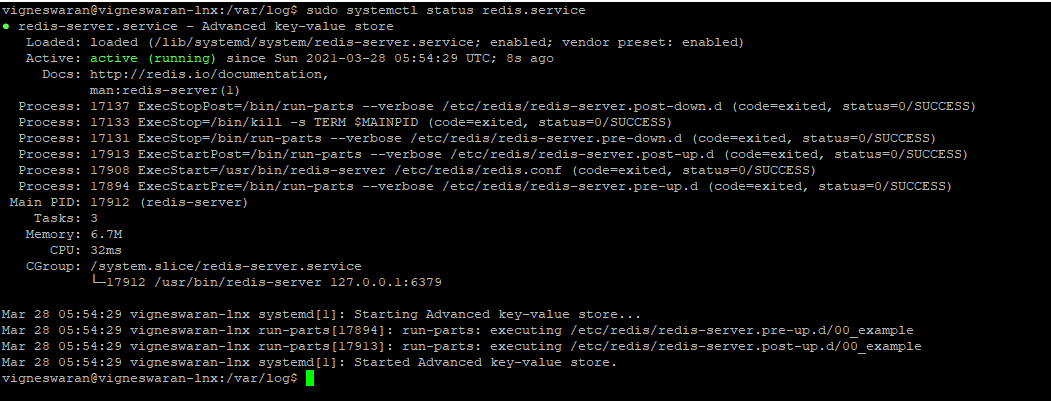 vigneswaran@vigneswaran-lnx:/var/log$ sudo systemctl status redis.service
● redis-server.service - Advanced key-value store
   Loaded: loaded (/lib/systemd/system/redis-server.service; enabled; vendor preset: enabled)
   Active: active (running) since Sun 2021-03-28 05:54:29 UTC; 8s ago
     Docs: http://redis.io/documentation,
           man:redis-server(1)
  Process: 17137 ExecStopPost=/bin/run-parts --verbose /etc/redis/redis-server.post-down.d (code=exited, status=0/SUCCESS)
  Process: 17133 ExecStop=/bin/kill -s TERM $MAINPID (code=exited, status=0/SUCCESS)
  Process: 17131 ExecStop=/bin/run-parts --verbose /etc/redis/redis-server.pre-down.d (code=exited, status=0/SUCCESS)
  Process: 17913 ExecStartPost=/bin/run-parts --verbose /etc/redis/redis-server.post-up.d (code=exited, status=0/SUCCESS)
  Process: 17908 ExecStart=/usr/bin/redis-server /etc/redis/redis.conf (code=exited, status=0/SUCCESS)
  Process: 17894 ExecStartPre=/bin/run-parts --verbose /etc/redis/redis-server.pre-up.d (code=exited, status=0/SUCCESS)
 Main PID: 17912 (redis-server)
    Tasks: 3
   Memory: 6.7M
      CPU: 32ms
   CGroup: /system.slice/redis-server.service
           └─17912 /usr/bin/redis-server 127.0.0.1:6379

Mar 28 05:54:29 vigneswaran-lnx systemd[1]: Starting Advanced key-value store...
Mar 28 05:54:29 vigneswaran-lnx run-parts[17894]: run-parts: executing /etc/redis/redis-server.pre-up.d/00_example
Mar 28 05:54:29 vigneswaran-lnx run-parts[17913]: run-parts: executing /etc/redis/redis-server.post-up.d/00_example
Mar 28 05:54:29 vigneswaran-lnx systemd[1]: Started Advanced key-value store.
vigneswaran@vigneswaran-lnx:/var/log$